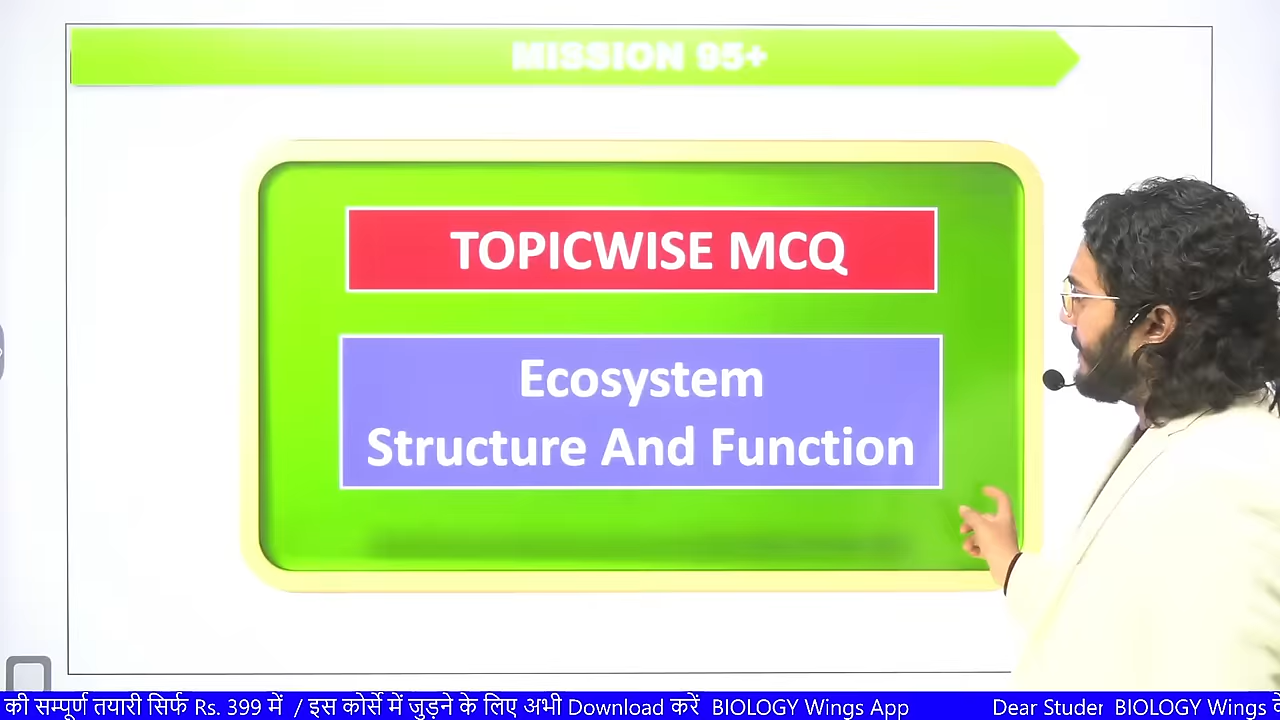 MISSION 95+
TOPICWISE MCQ
Ecosystem
Structure And Function
की सम्पूर्ण तयारी सिर्फ Rs. 399 में / इस कोर्से में जुड़ने के लिए अभी Download करें BIOLOGY Wings App Dear Studer BIOLOGY Wings